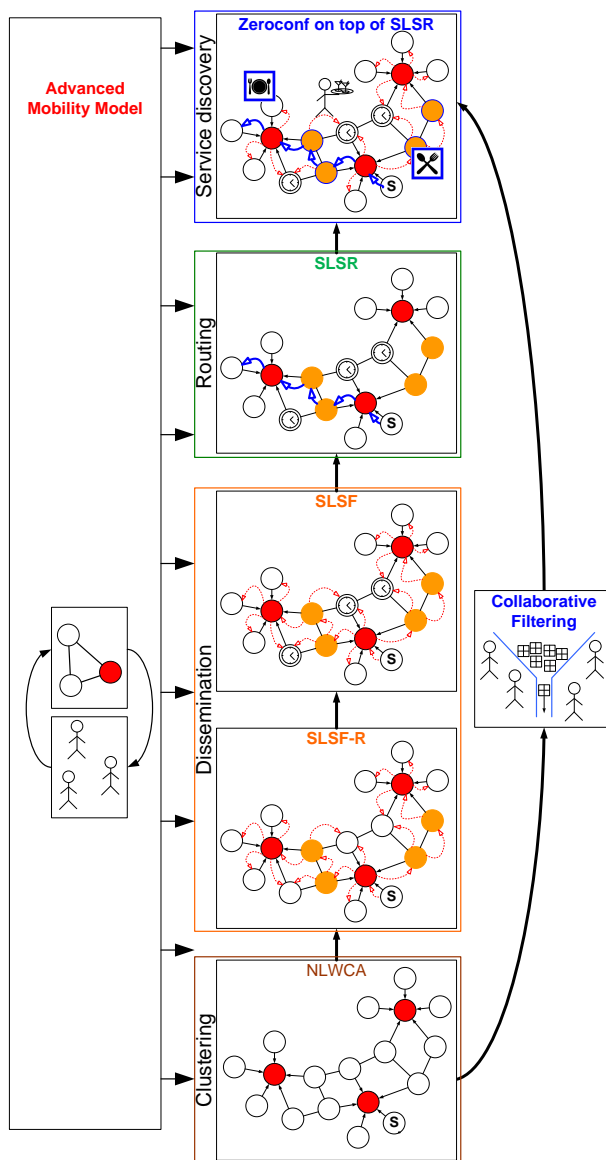 Advanced
Mobility Model
Zeroconf on top of SLSR
Service discovery
S
SLSR
Routing
S
SLSF
Dissemination
S
SLSF-R
S
NLWCA
Clustering
S
Collaborative
Filtering